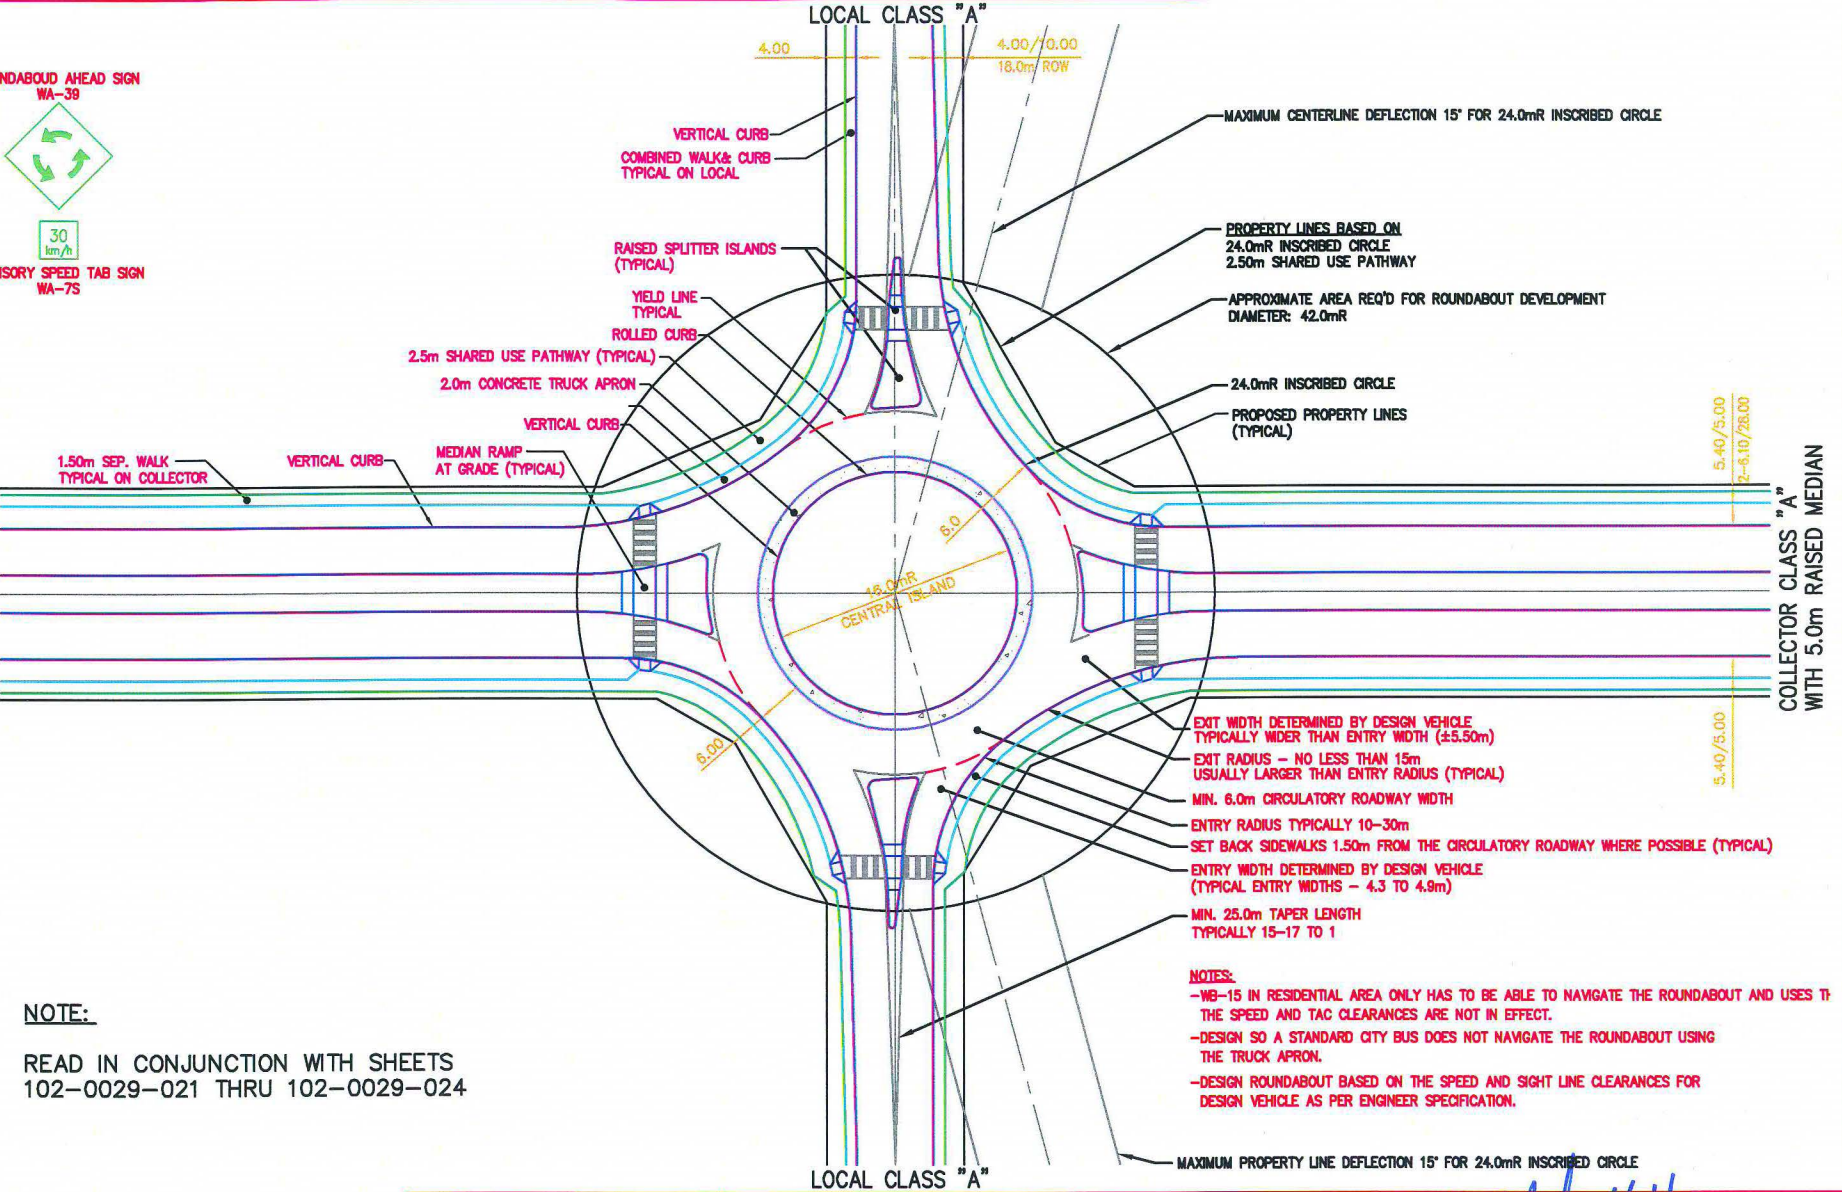 LOCAL CLASS "A"
4.00
4.00/10.00
18.0m ROW
NDABOUD AHEAD SIGN
WA-39
30
km/h
ISORY SPEED TAB SIGN
WA-7S
VERTICAL CURB
COMBINED WALK& CURB
TYPICAL ON LOCAL
RAISED SPLITTER ISLANDS
(TYPICAL)
YIELD LINE
TYPICAL
ROLLED CURB
2.5m SHARED USE PATHWAY (TYPICAL)
2.0m CONCRETE TRUCK APRON
VERTICAL CURB
MEDIAN RAMP
AT GRADE (TYPICAL)
VERTICAL CURB
1.50m SEP. WALK
TYPICAL ON COLLECTOR
MAXIMUM CENTERLINE DEFLECTION 15° FOR 24.0mR INSCRIBED CIRCLE
PROPERTY LINES BASED ON
24.0mR INSCRIBED CIRCLE
2.50m SHARED USE PATHWAY
APPROXIMATE AREA REQ'D FOR ROUNDABOUT DEVELOPMENT
DIAMETER: 42.0mR
24.0mR INSCRIBED CIRCLE
PROPOSED PROPERTY LINES
(TYPICAL)
5.40/5.00
2-6.10/26.00
COLLECTOR CLASS "A"
WITH 5.0m RAISED MEDIAN
5.40/5.00
6.0
16.0mR
CENTRAL ISLAND
6.00
EXIT WIDTH DETERMINED BY DESIGN VEHICLE
TYPICALLY WIDER THAN ENTRY WIDTH (±5.50m)
EXIT RADIUS - NO LESS THAN 15m
USUALLY LARGER THAN ENTRY RADIUS (TYPICAL)
MIN. 6.0m CIRCULATORY ROADWAY WIDTH
ENTRY RADIUS TYPICALLY 10-30m
SET BACK SIDEWALKS 1.50m FROM THE CIRCULATORY ROADWAY WHERE POSSIBLE (TYPICAL)
ENTRY WIDTH DETERMINED BY DESIGN VEHICLE
(TYPICAL ENTRY WIDTHS - 4.3 TO 4.9m)
MIN. 25.0m TAPER LENGTH
TYPICALLY 15-17 TO 1
NOTES:
-WB-15 IN RESIDENTIAL AREA ONLY HAS TO BE ABLE TO NAVIGATE THE ROUNDABOUT AND USES TH
THE SPEED AND TAC CLEARANCES ARE NOT IN EFFECT.
-DESIGN SO A STANDARD CITY BUS DOES NOT NAVIGATE THE ROUNDABOUT USING
THE TRUCK APRON.
-DESIGN ROUNDABOUT BASED ON THE SPEED AND SIGHT LINE CLEARANCES FOR
DESIGN VEHICLE AS PER ENGINEER SPECIFICATION.
MAXIMUM PROPERTY LINE DEFLECTION 15° FOR 24.0mR INSCRIBED CIRCLE
NOTE:
READ IN CONJUNCTION WITH SHEETS
102-0029-021 THRU 102-0029-024
LOCAL CLASS "A"